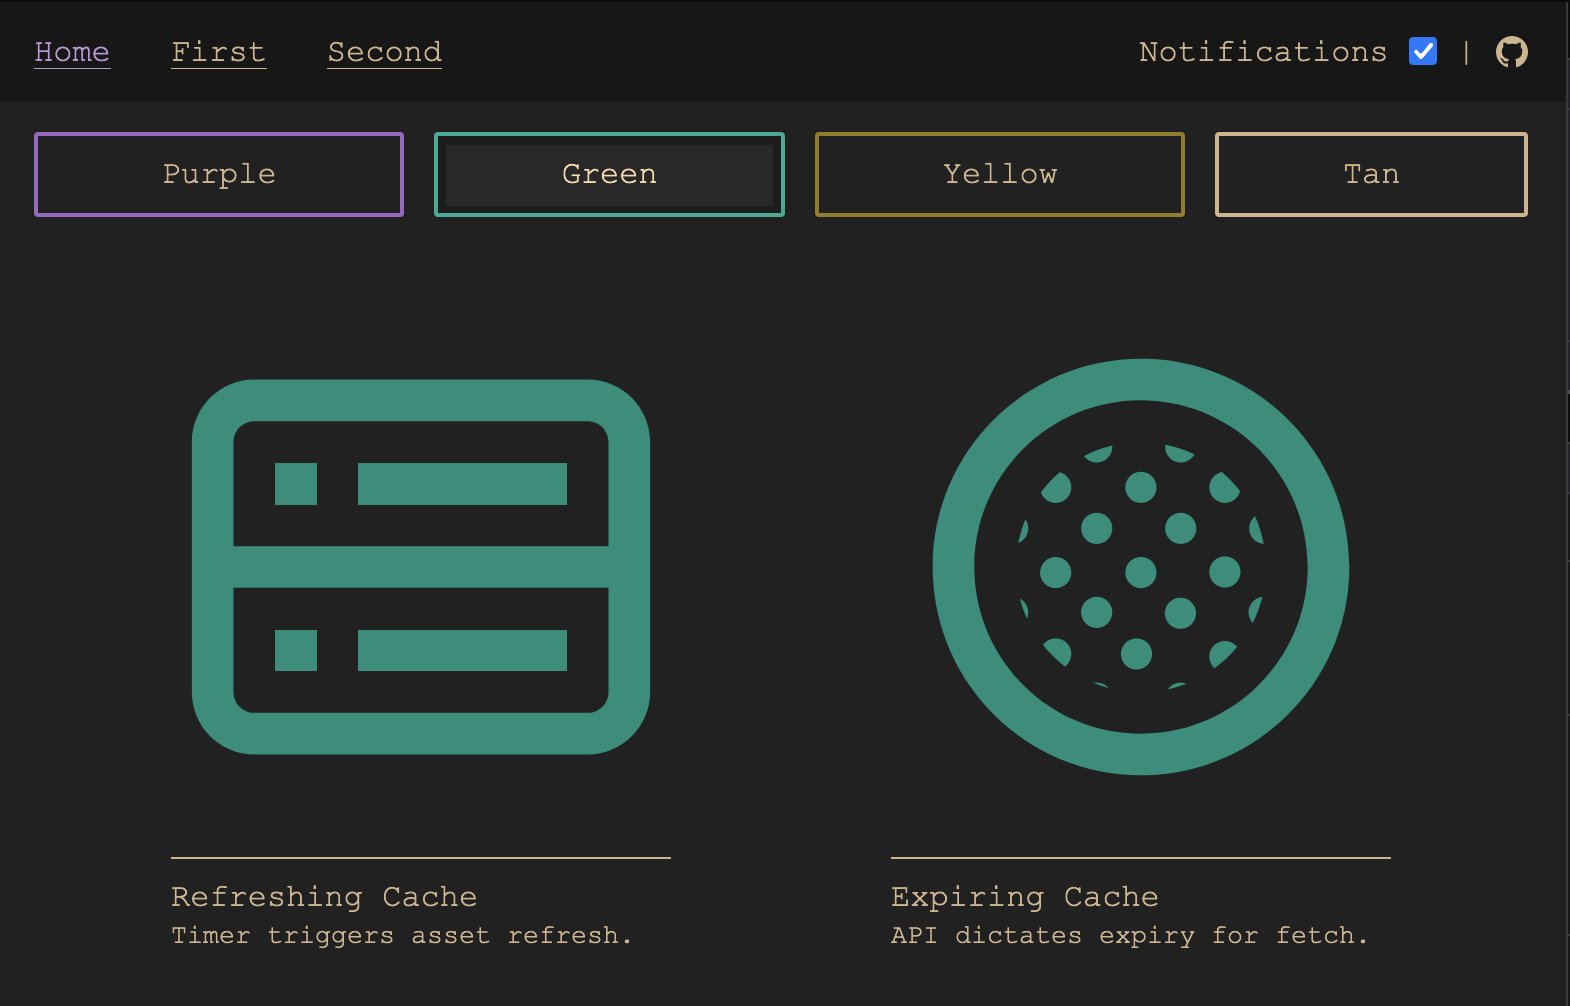 Home First Second Notifications |
Purple Green Yellow Tan
Refreshing Cache
Timer triggers asset refresh.
Expiring Cache
API dictates expiry for fetch.